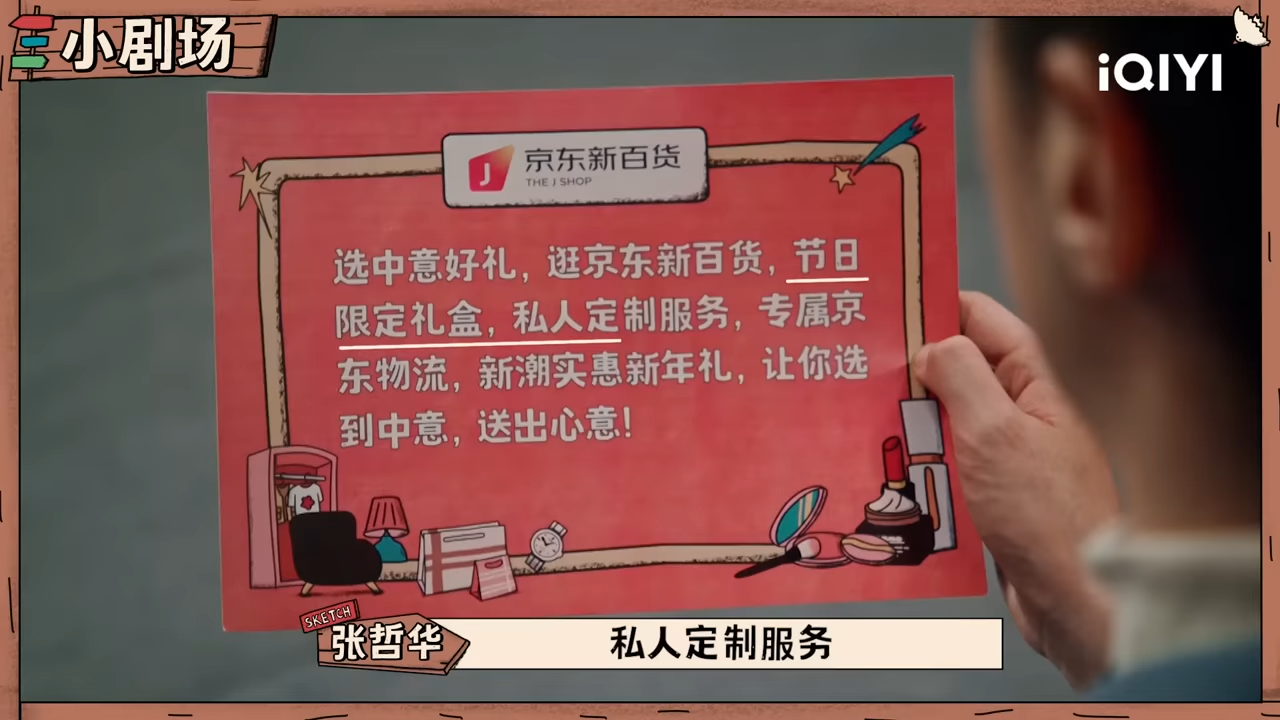 小剧场
iQIYI
京东新百货
THE J SHOP
选中意好礼，逛京东新百货，节日
限定礼盒，私人定制服务，专属京
东物流，新潮实惠新年礼，让你选
到中意，送出心意！
SKETCH
张哲华
私人定制服务